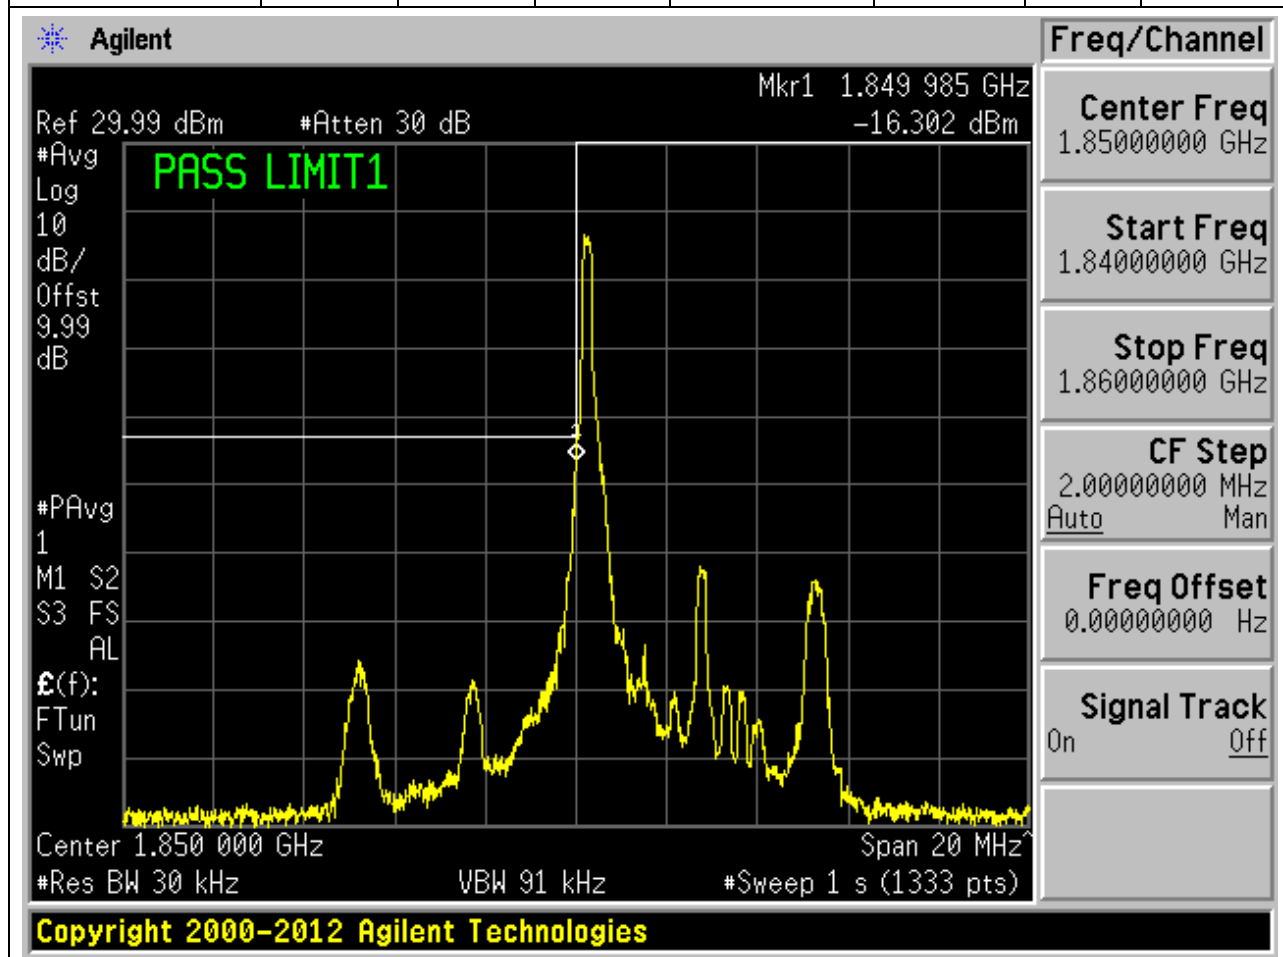 Agilent
Freq/Channel
Mkr1 1.849 985 GHz
Ref 29.99 dBm #Atten 30 dB -16.302 dBm
#Avg
Log
10
dB/
Offst
9.99
dB
PASS LIMIT1
1
#PAvg
1
M1 S2
S3 FS
AL
£(f):
FTun
Swp
Center 1.850 000 GHz Span 20 MHz^
#Res BW 30 kHz VBW 91 kHz #Sweep 1 s (1333 pts)
Center Freq
1.85000000 GHz
Start Freq
1.84000000 GHz
Stop Freq
1.86000000 GHz
CF Step
2.00000000 MHz
Auto Man
Freq Offset
0.00000000 Hz
Signal Track
On Off
Copyright 2000-2012 Agilent Technologies